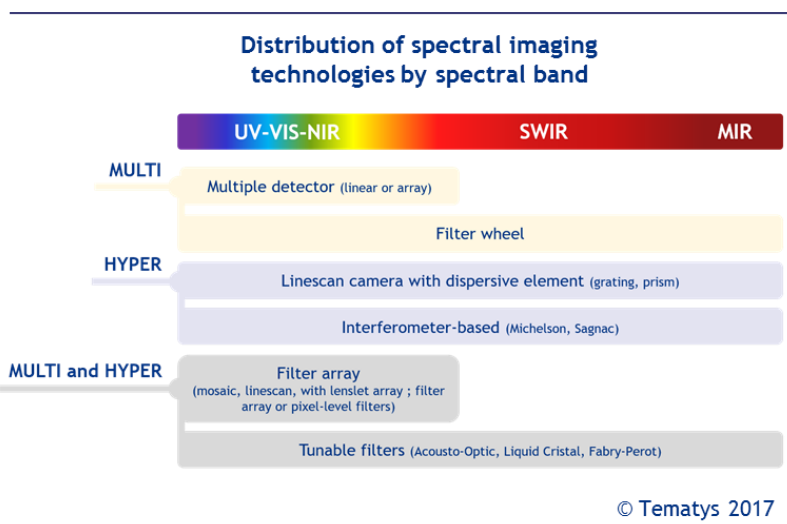 Distribution of spectral imaging
technologies by spectral band
UV-VIS-NIR SWIR MIR
MULTI
Multiple detector (linear or array)
Filter wheel
HYPER
Linescan camera with dispersive element (grating, prism)
Interferometer-based (Michelson, Sagnac)
MULTI and HYPER
Filter array
(mosaic, linescan, with lenslet array ; filter
array or pixel-level filters)
Tunable filters (Acousto-Optic, Liquid Cristal, Fabry-Perot)
© Tematys 2017